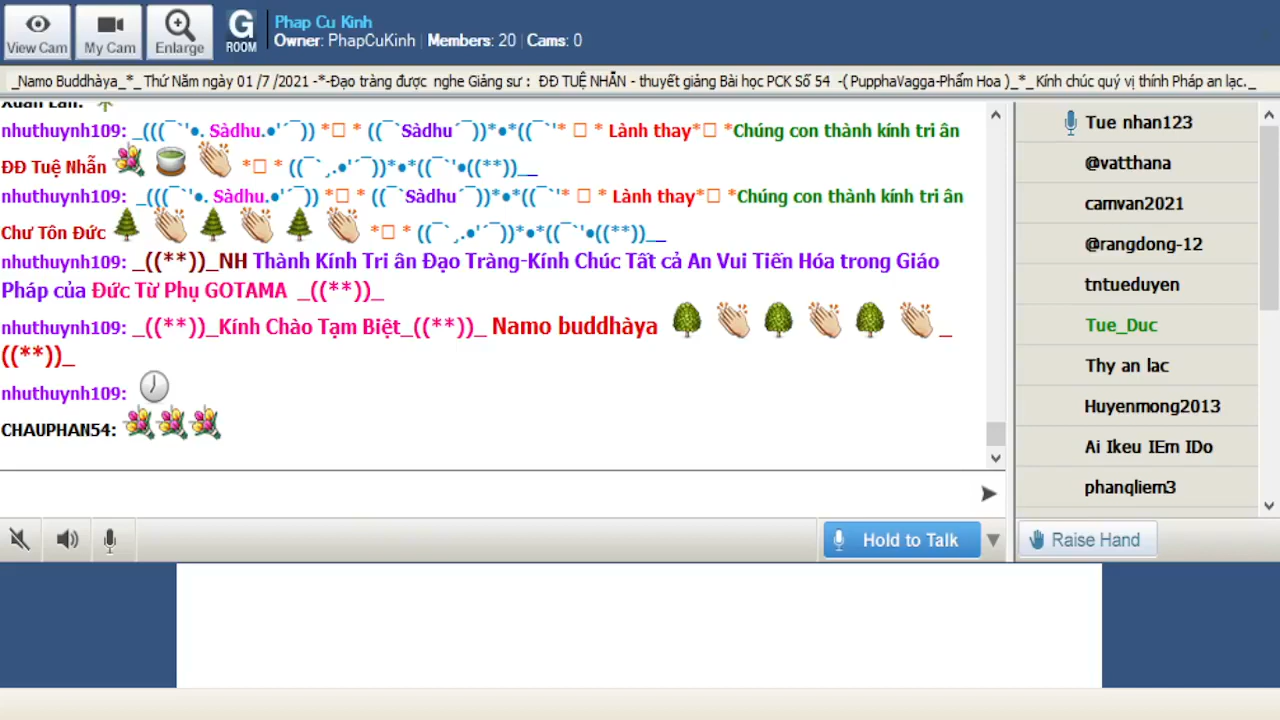 View Cam
My Cam
Enlarge
G
ROOM
Phap Cu Kinh
Owner: PhapCuKinh | Members: 20 | Cams: 0
_Namo Buddhàya_*_ Thứ Năm ngày 01 /7 /2021 -*-Đạo tràng được nghe Giảng sư : ĐĐ TUỆ NHẪN - thuyết giảng Bài học PCK Số 54 -( PupphaVagga-Phẩm Hoa )_*_ Kính chúc quý vị thính Pháp an lạc._
Xuan Lan:
nhuthuynh109: _(((¯`'•. Sàdhu.•'´¯)) *□ * ((¯`Sàdhu´¯))*•*((¯`'* □ * Lành thay*□ *Chúng con thành kính tri ân
ĐĐ Tuệ Nhẫn *□ * ((¯`¸.•'´¯))*•*((¯`'•((**))__
nhuthuynh109: _(((¯`'•. Sàdhu.•'´¯)) *□ * ((¯`Sàdhu´¯))*•*((¯`'* □ * Lành thay*□ *Chúng con thành kính tri ân
Chư Tôn Đức *□ * ((¯`¸.•'´¯))*•*((¯`'•((**))__
nhuthuynh109: _((**))_NH Thành Kính Tri ân Đạo Tràng-Kính Chúc Tất cả An Vui Tiến Hóa trong Giáo
Pháp của Đức Từ Phụ GOTAMA _((**))_
nhuthuynh109: _((**))_Kính Chào Tạm Biệt_((**))_ Namo buddhàya _
((**))_
nhuthuynh109:
CHAUPHAN54:
Tue nhan123
@vatthana
camvan2021
@rangdong-12
tntueduyen
Tue_Duc
Thy an lac
Huyenmong2013
Ai Ikeu IEm IDo
phanqliem3
Hold to Talk
Raise Hand